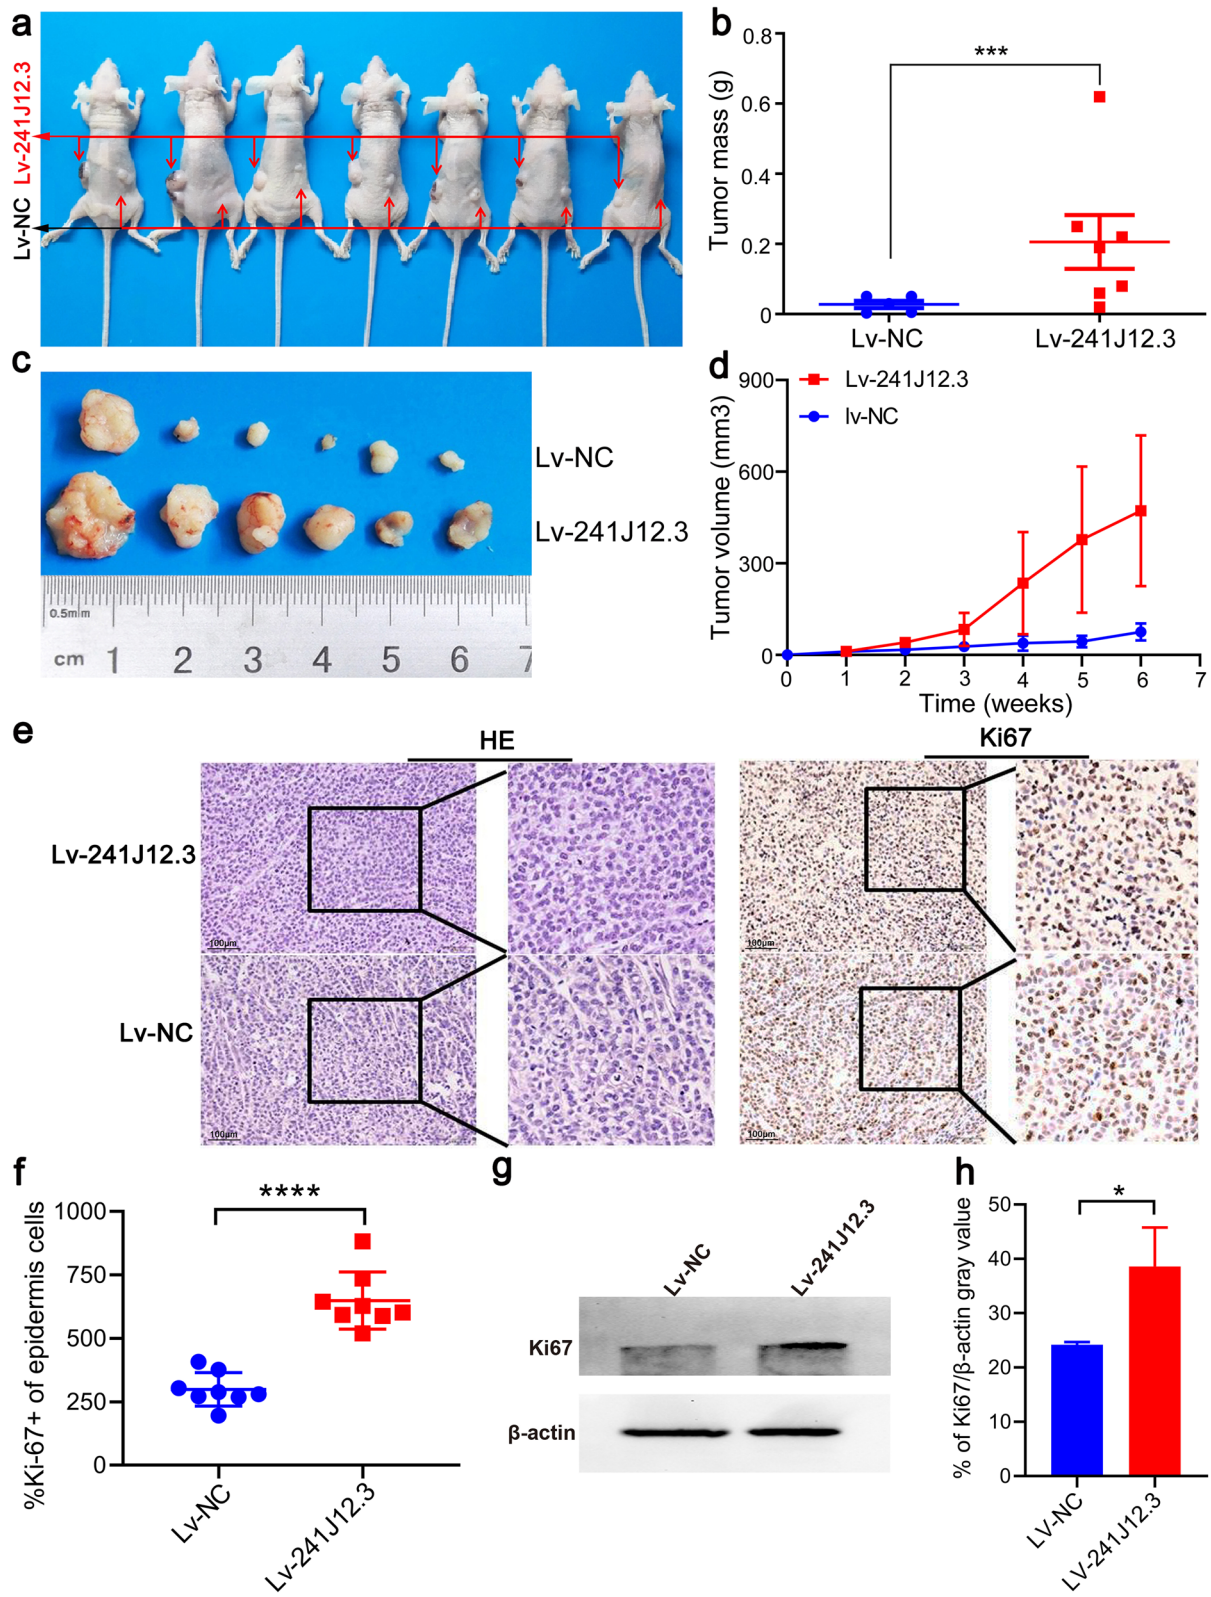 a
Lv-241J12.3
Lv-NC
b
Tumor mass (g)
0.8
0.6
0.4
0.2
0
***
Lv-NC
Lv-241J12.3
c
Lv-NC
Lv-241J12.3
0.5mm
cm 1 2 3 4 5 6 7
d
Tumor volume (mm3)
900
600
300
0
Lv-241J12.3
lv-NC
0 1 2 3 4 5 6 7
Time (weeks)
e
HE
Ki67
Lv-241J12.3
Lv-NC
100μm
100μm
100μm
100μm
f
%Ki-67+ of epidermis cells
1000
750
500
250
0
****
Lv-NC
Lv-241J12.3
g
Lv-NC
Lv-241J12.3
Ki67
β-actin
h
% of Ki67/β-actin gray value
50
40
30
20
10
0
*
LV-NC
LV-241J12.3